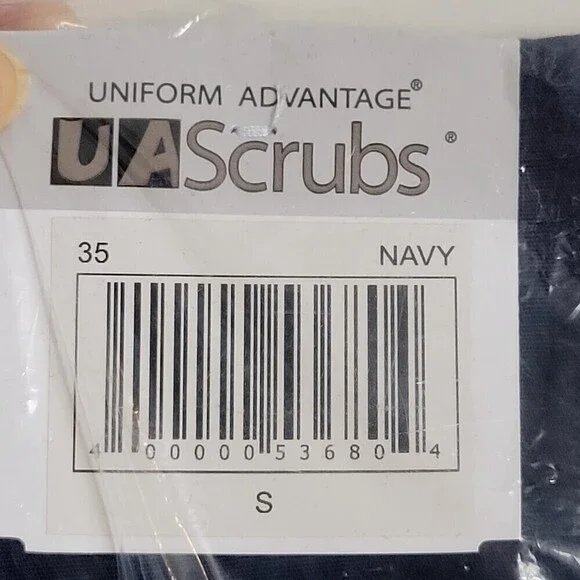 UNIFORM ADVANTAGE®
UAScrubs®
35 NAVY
4 00000 53680 4
S